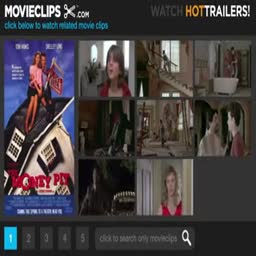 MOVIECLIPS .COM
WATCH HOTTRAILERS!
click below to watch related movie clips
TOM HANKS SHELLEY LONG
THE MONEY PIT
1 2 3 4 5
click to search only movieclips